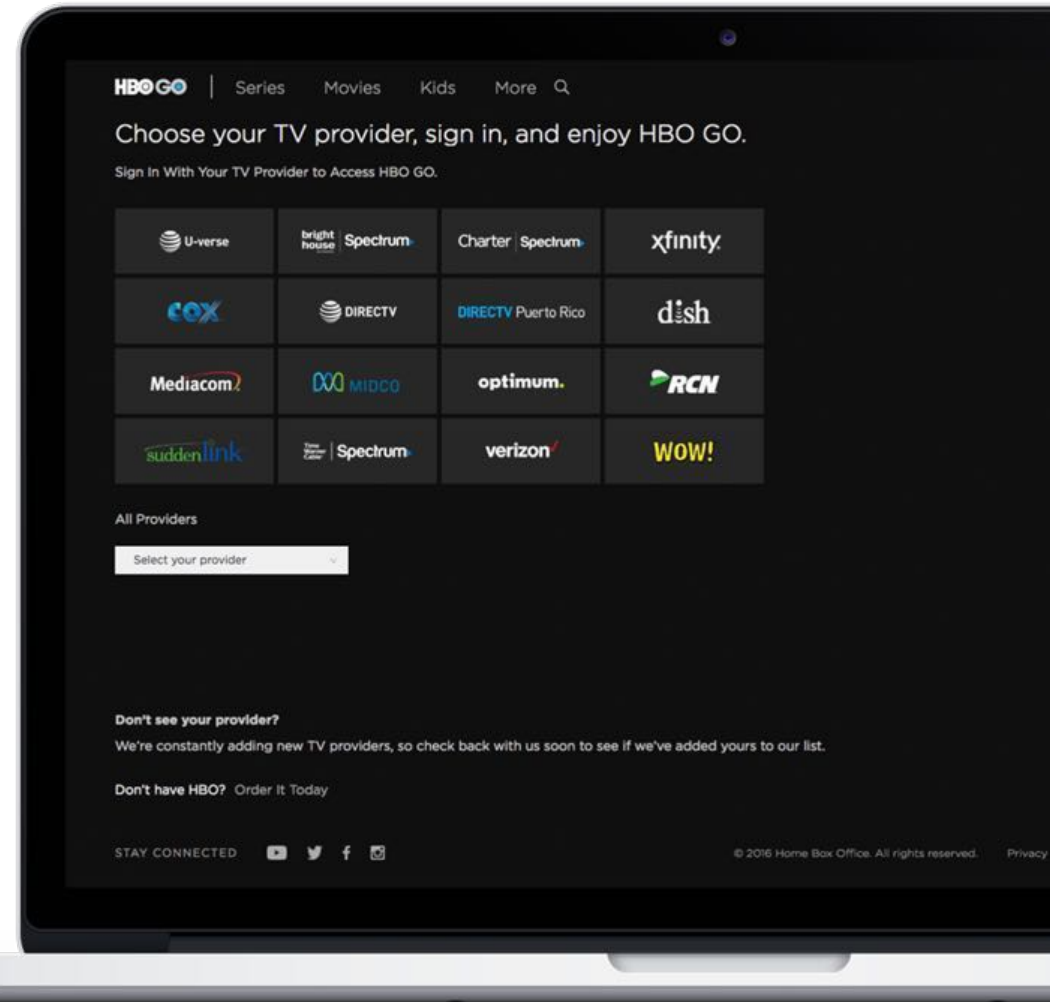 HBO GO Series Movies Kids More
Choose your TV provider, sign in, and enjoy HBO GO.
Sign In With Your TV Provider to Access HBO GO.
U-verse
bright house Spectrum
Charter Spectrum
xfinity
cox
DIRECTV
DIRECTV Puerto Rico
dish
Mediacom
MIDCO
optimum.
RCN
suddenlink
Time Warner Cable Spectrum
verizon
WOW!
All Providers
Select your provider
Don't see your provider?
We're constantly adding new TV providers, so check back with us soon to see if we've added yours to our list.
Don't have HBO? Order It Today
STAY CONNECTED
© 2016 Home Box Office. All rights reserved. Privacy